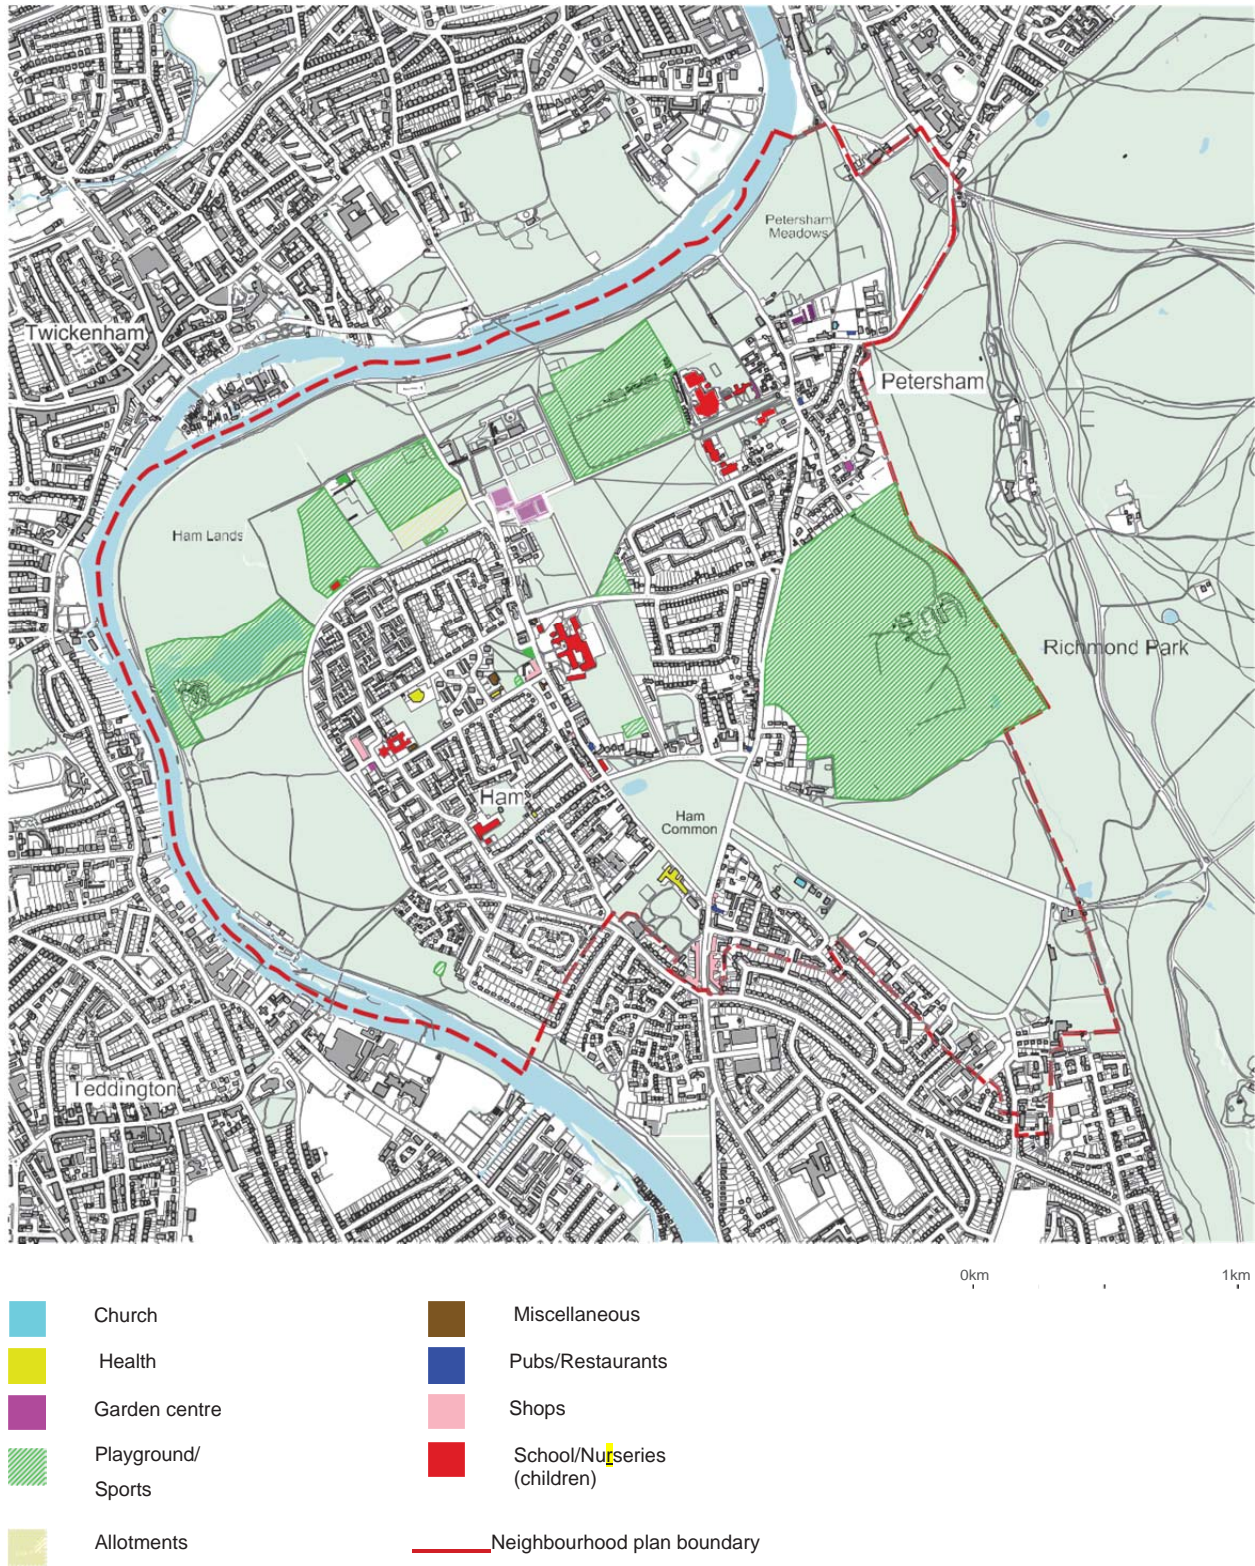 Petersham
Meadows
Twickenham
Petersham
Ham Lands
Richmond Park
Ham
Ham
Common
Teddington
0km
1km
Church
Miscellaneous
Health
Pubs/Restaurants
Garden centre
Shops
Playground/
Sports
School/Nurseries
(children)
Allotments
Neighbourhood plan boundary